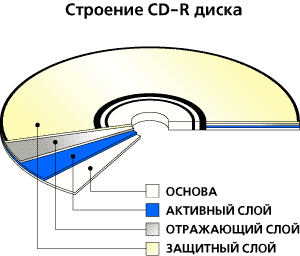 Строение CD-R диска
ОСНОВА
АКТИВНЫЙ СЛОЙ
ОТРАЖАЮЩИЙ СЛОЙ
ЗАЩИТНЫЙ СЛОЙ